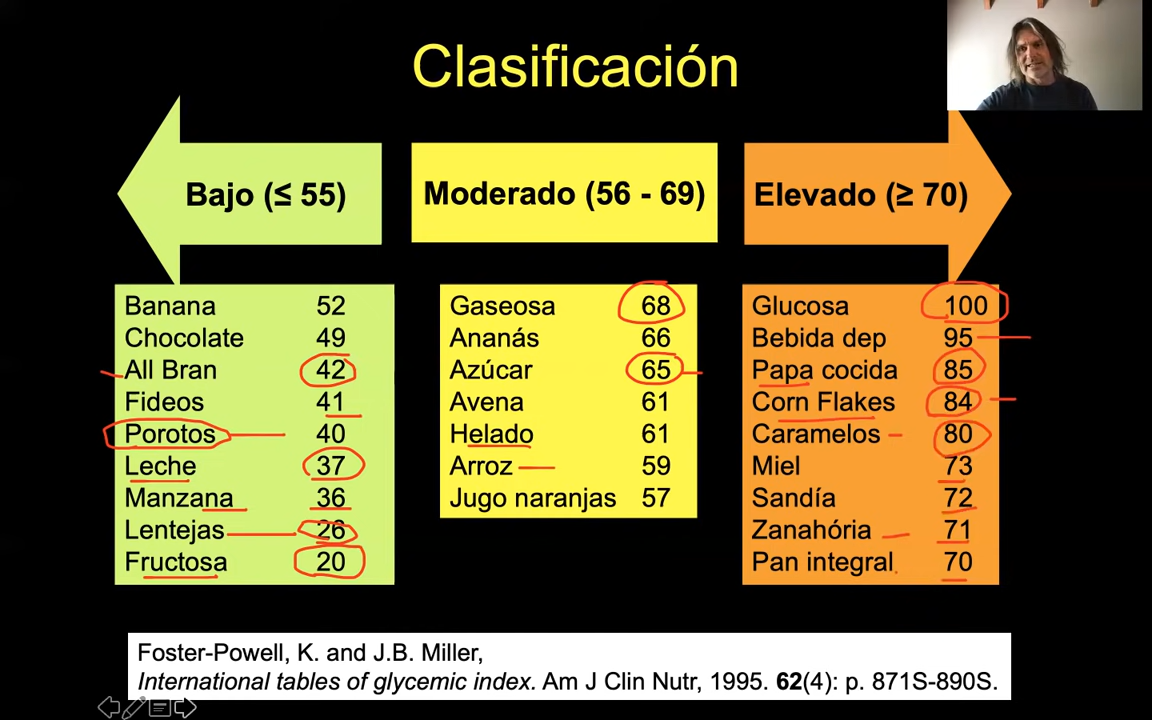 Clasificación
Bajo (≤ 55)
Moderado (56 - 69)
Elevado (≥ 70)
Banana 52
Chocolate 49
All Bran 42
Fideos 41
Porotos 40
Leche 37
Manzana 36
Lentejas 26
Fructosa 20
Gaseosa 68
Ananás 66
Azúcar 65
Avena 61
Helado 61
Arroz 59
Jugo naranjas 57
Glucosa 100
Bebida dep 95
Papa cocida 85
Corn Flakes 84
Caramelos 80
Miel 73
Sandía 72
Zanahória 71
Pan integral 70
Foster-Powell, K. and J.B. Miller,
International tables of glycemic index. Am J Clin Nutr, 1995. 62(4): p. 871S-890S.